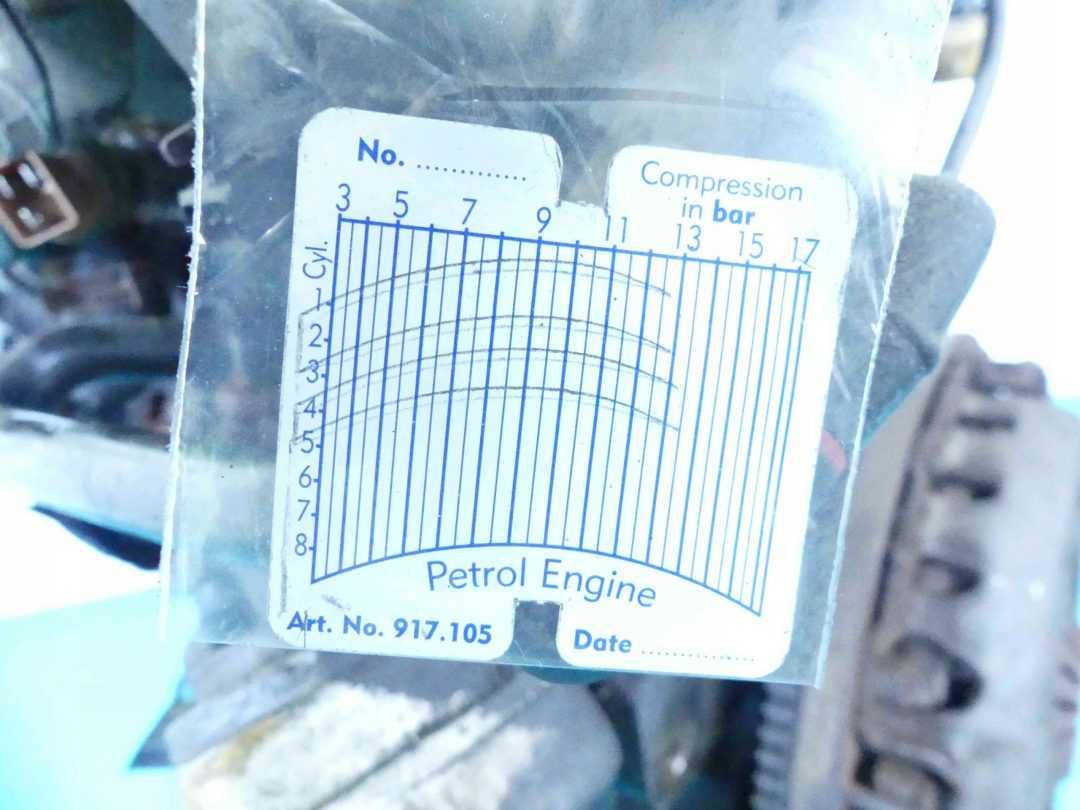 No. .............
Compression
in bar
3 5 7 9 11 13 15 17
Cyl.
1
2
3
4
5
6
7
8
Petrol Engine
Art. No. 917.105
Date ...............